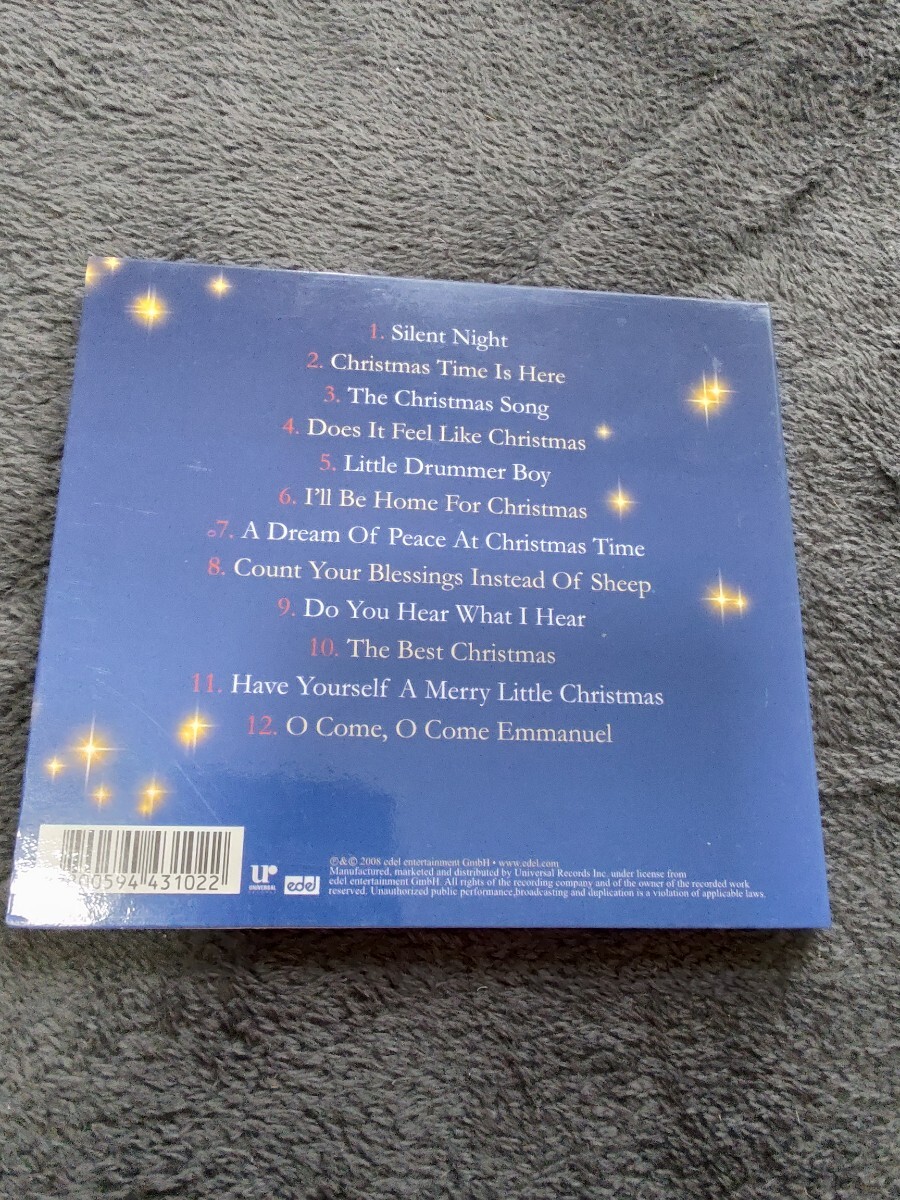 1. Silent Night
2. Christmas Time Is Here
3. The Christmas Song
4. Does It Feel Like Christmas
5. Little Drummer Boy
6. I'll Be Home For Christmas
7. A Dream Of Peace At Christmas Time
8. Count Your Blessings Instead Of Sheep
9. Do You Hear What I Hear
10. The Best Christmas
11. Have Yourself A Merry Little Christmas
12. O Come, O Come Emmanuel
00594 431022
ur
UNIVERSAL
edel
℗&© 2008 edel entertainment GmbH • www.edel.com
Manufactured, marketed and distributed by Universal Records Inc. under license from
edel entertainment GmbH. All rights of the recording company and of the owner of the recorded work
reserved. Unauthorized public performance,broadcasting and duplication is a violation of applicable laws.